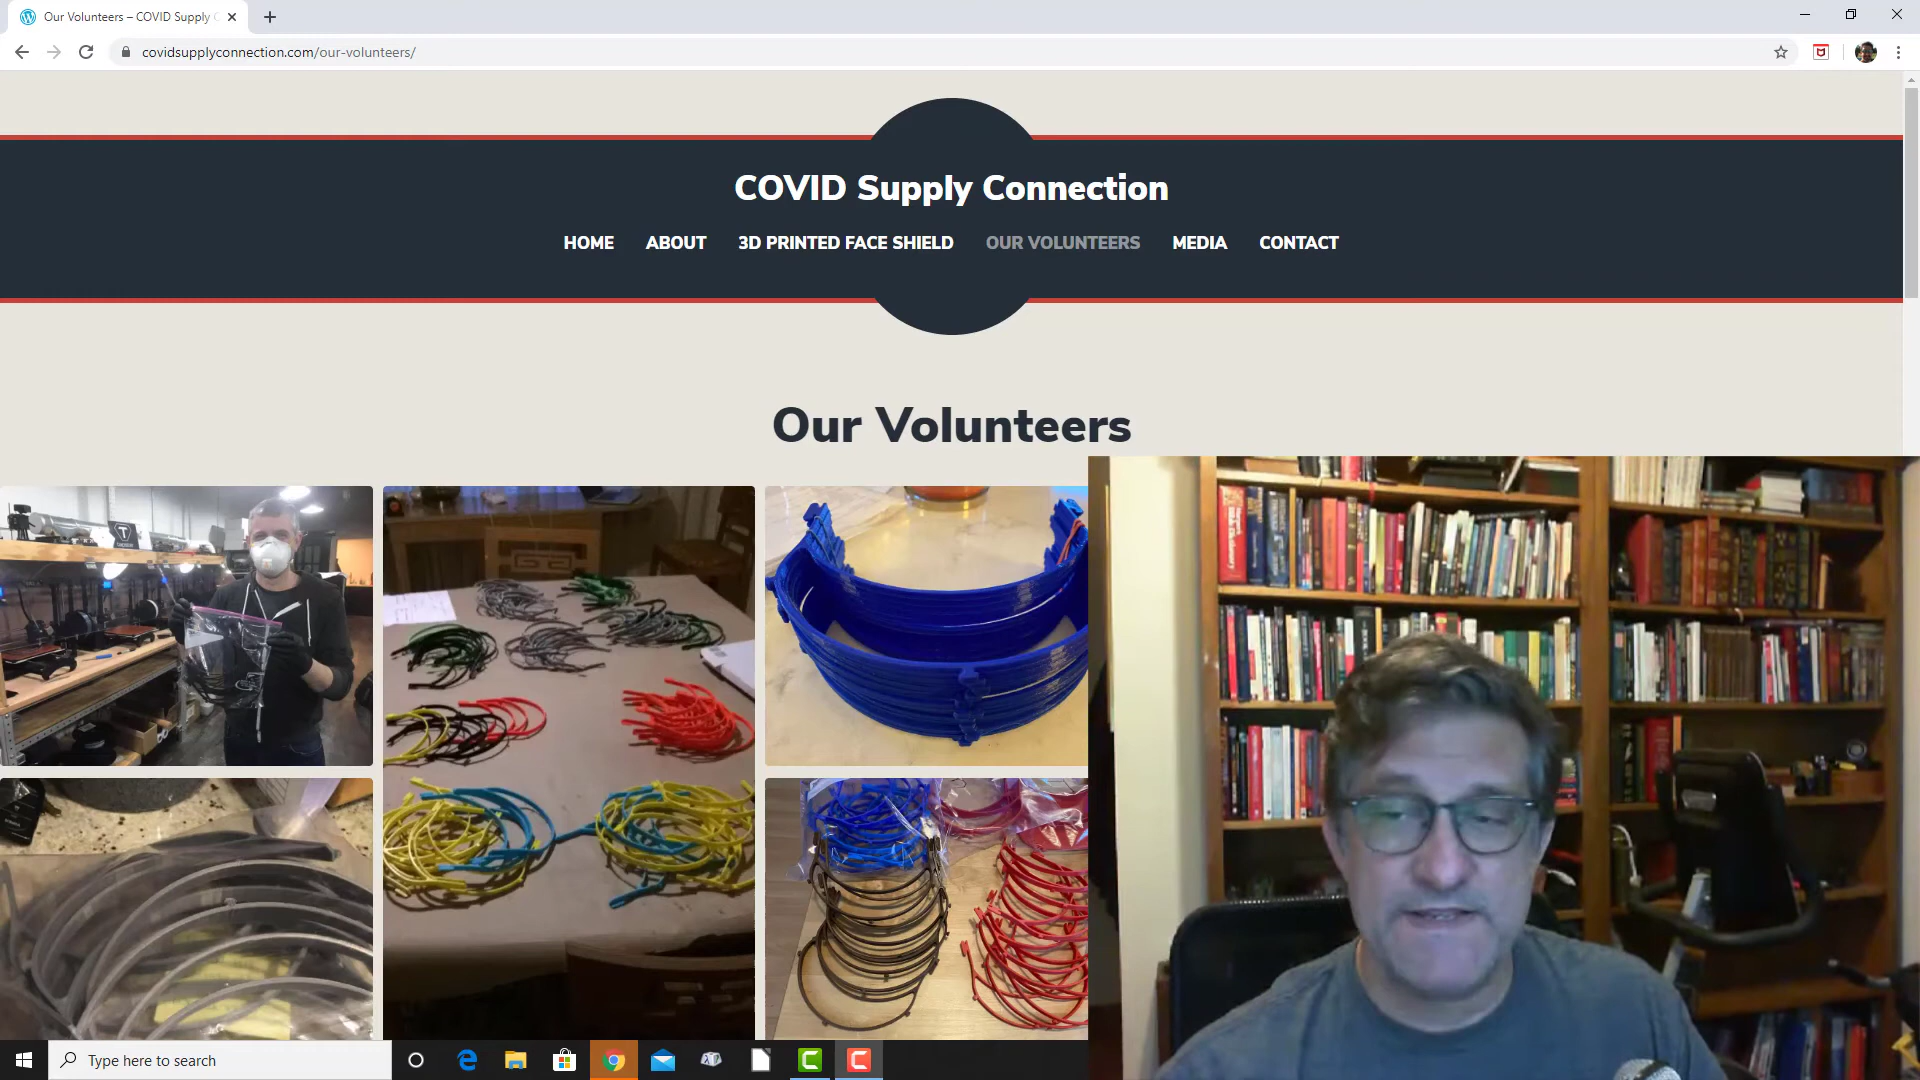 Our Volunteers – COVID Supply C
covidsupplyconnection.com/our-volunteers/
COVID Supply Connection
HOME ABOUT 3D PRINTED FACE SHIELD OUR VOLUNTEERS MEDIA CONTACT
Our Volunteers
Type here to search